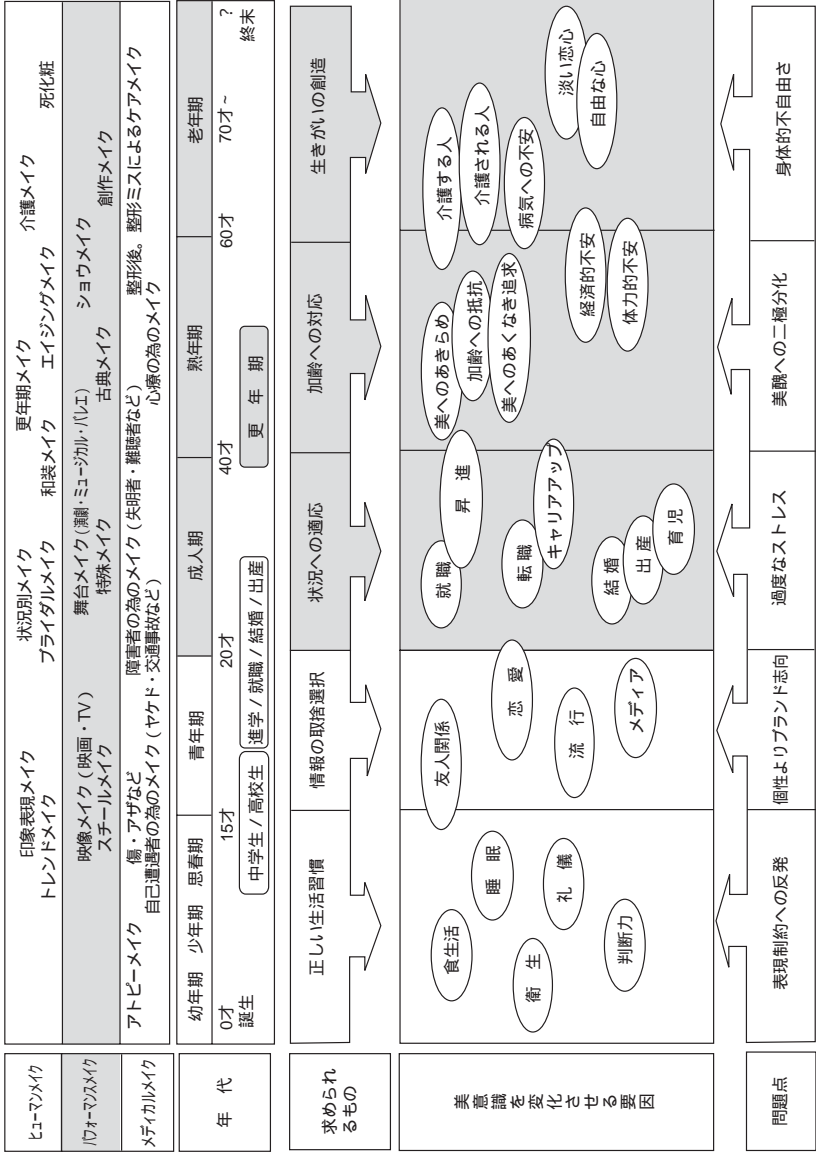 ヒューマンメイク
印象表現メイク 状況別メイク 更年期メイク 介護メイク
トレンドメイク ブライダルメイク 和装メイク エイジングメイク 死化粧
パフォーマンスメイク
映像メイク(映画・TV) 舞台メイク(演劇・ミュージカル・バレエ) ショウメイク
スチールメイク 特殊メイク 古典メイク 創作メイク
メディカルメイク
アトピーメイク 傷・アザなど 障害者の為のメイク(失明者・難聴者など) 整形後。整形ミスによるケアメイク
自己遭遇者の為のメイク(ヤケド・交通事故など) 心療の為のメイク
年代
幼年期 少年期 思春期 青年期 成人期 熟年期 老年期
0才 15才 20才 40才 60才 70才~ ?
誕生 終末
中学生/高校生 進学/就職/結婚/出産 更年期
求められ
るもの
正しい生活習慣 情報の取捨選択 状況への適応 加齢への対応 生きがいの創造
美意識を変化させる要因
食生活
睡眠
衛生
礼儀
判断力
友人関係
恋愛
流行
メディア
就職
昇進
転職
キャリアアップ
結婚
出産
育児
美へのあきらめ
加齢への抵抗
美へのあくなき追求
経済的不安
体力的不安
介護する人
介護される人
病気への不安
淡い恋心
自由な心
問題点
表現制約への反発 個性よりブランド志向 過度なストレス 美醜への二極分化 身体的不自由さ